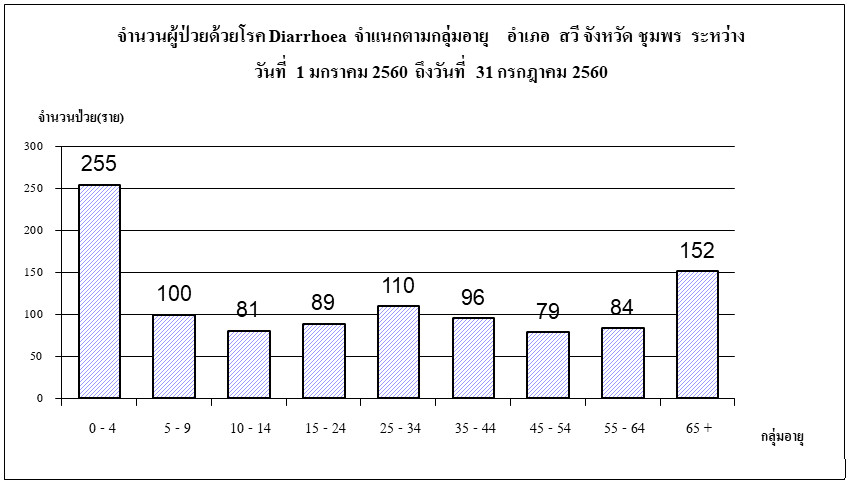 จำนวนผู้ป่วยด้วยโรค Diarrhoea จำแนกตามกลุ่มอายุ อำเภอ สวี จังหวัด ชุมพร ระหว่าง
วันที่ 1 มกราคม 2560 ถึงวันที่ 31 กรกฎาคม 2560
จำนวนป่วย(ราย)
300
250
200
150
100
50
0
255
100
81
89
110
96
79
84
152
0 - 4
5 - 9
10 - 14
15 - 24
25 - 34
35 - 44
45 - 54
55 - 64
65 +
กลุ่มอายุ